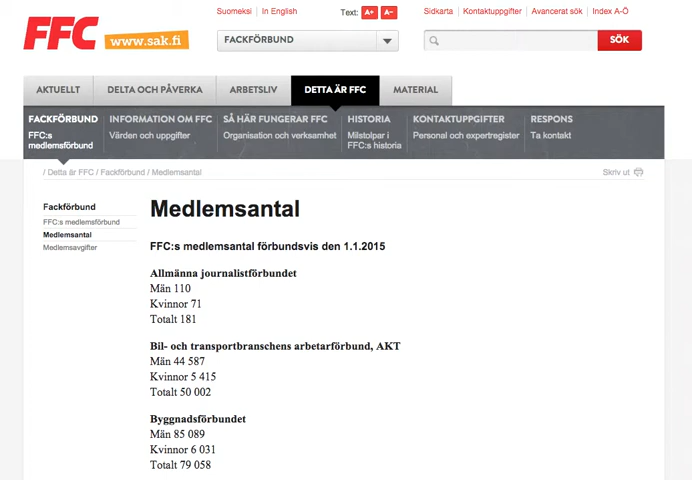 FFC
www.sak.fi
Suomeksi
In English
Text: A+ A-
Sidkarta
Kontaktuppgifter
Avancerat sök
Index A-Ö
FACKFÖRBUND
SÖK
AKTUELLT
DELTA OCH PÅVERKA
ARBETSLIV
DETTA ÄR FFC
MATERIAL
FACKFÖRBUND
FFC:s
medlemsförbund
INFORMATION OM FFC
Värden och uppgifter
SÅ HÄR FUNGERAR FFC
Organisation och verksamhet
HISTORIA
Milstolpar i
FFC:s historia
KONTAKTUPPGIFTER
Personal och expertregister
RESPONS
Ta kontakt
/ Detta är FFC / Fackförbund / Medlemsantal
Skriv ut
Fackförbund
FFC:s medlemsförbund
Medlemsantal
Medlemsavgifter
Medlemsantal
FFC:s medlemsantal förbundsvis den 1.1.2015
Allmänna journalistförbundet
Män 110
Kvinnor 71
Totalt 181
Bil- och transportbranschens arbetarförbund, AKT
Män 44 587
Kvinnor 5 415
Totalt 50 002
Byggnadsförbundet
Män 85 089
Kvinnor 6 031
Totalt 79 058